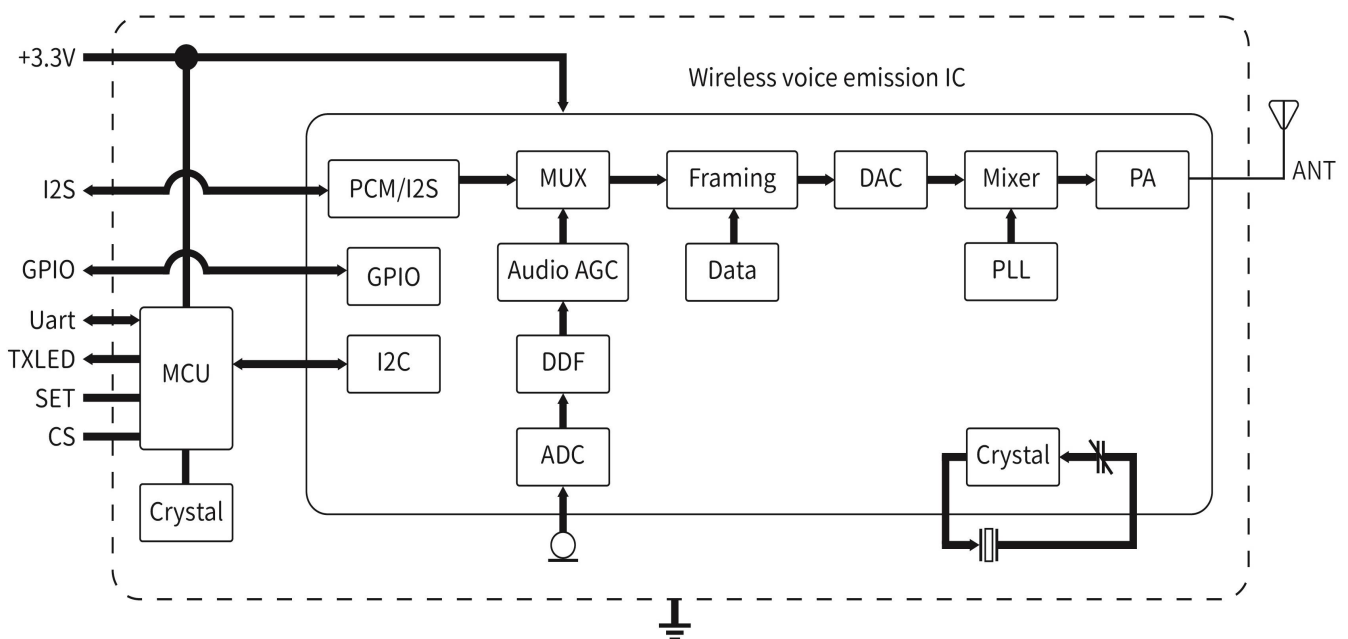 +3.3V
Wireless voice emission IC
I2S
PCM/I2S
MUX
Framing
DAC
Mixer
PA
ANT
GPIO
GPIO
Audio AGC
Data
PLL
Uart
TXLED
MCU
I2C
DDF
SET
CS
ADC
Crystal
Crystal